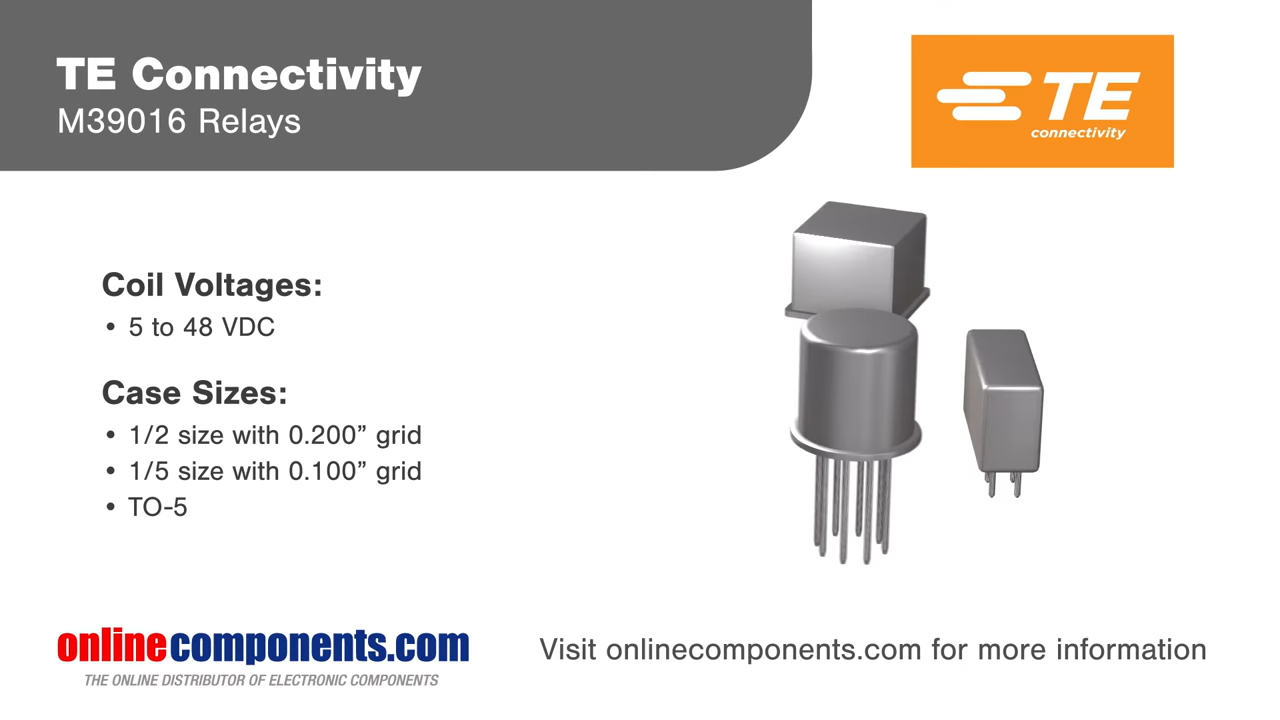 TE Connectivity
M39016 Relays
TE
connectivity
Coil Voltages:
• 5 to 48 VDC
Case Sizes:
• 1/2 size with 0.200” grid
• 1/5 size with 0.100” grid
• TO-5
onlinecomponents.com
THE ONLINE DISTRIBUTOR OF ELECTRONIC COMPONENTS
Visit onlinecomponents.com for more information